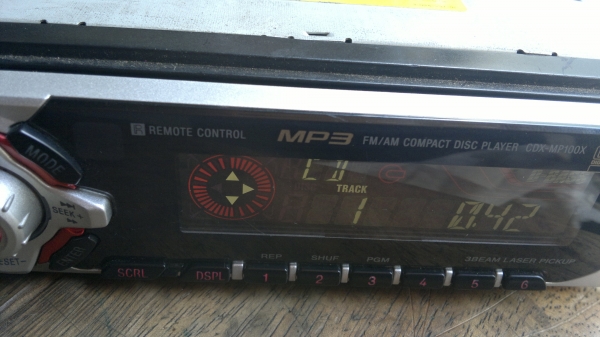 R REMOTE CONTROL MP3 FM/AM COMPACT DISC PLAYER CDX-MP100X
MODE
CD
TRACK
1 0.42
SEEK +
REP SHUF PGM 3BEAM LASER PICKUP
SCRL DSPL 1 2 3 4 5 6